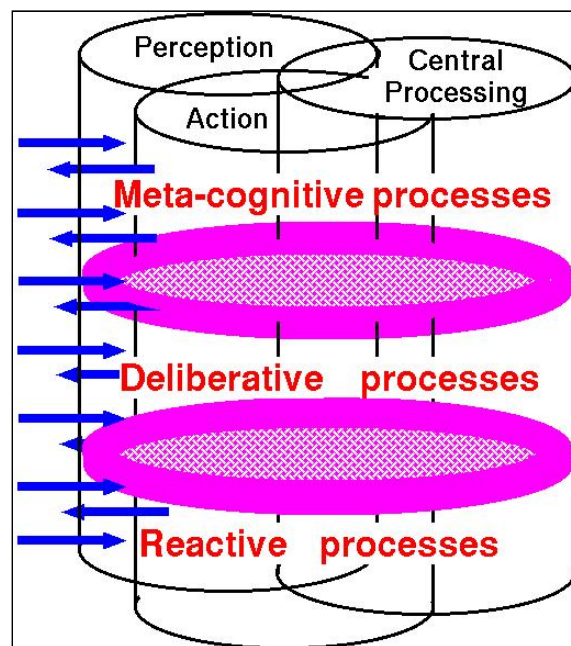 Perception
Central
Processing
Action
Meta-cognitive processes
Deliberative processes
Reactive processes